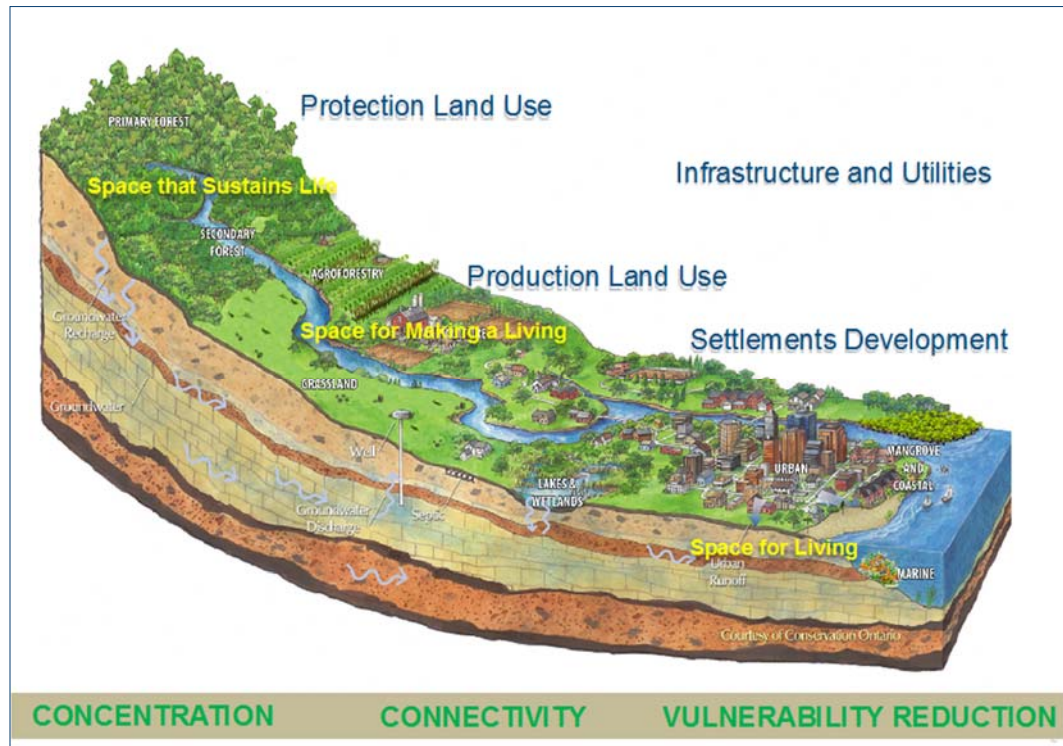 Protection Land Use
PRIMARY FOREST
Infrastructure and Utilities
Space that Sustains Life
SECONDARY
FOREST
AGROFORESTRY
Production Land Use
Groundwater
Recharge
Space for Making a Living
Settlements Development
GRASSLAND
Groundwater
Well
MANGROVE
AND
COASTAL
URBAN
LAKES &
WETLANDS
Groundwater
Discharge
Septic
Space for Living
Urban
Runoff
MARINE
Courtesy of Conservation Ontario
CONCENTRATION CONNECTIVITY VULNERABILITY REDUCTION